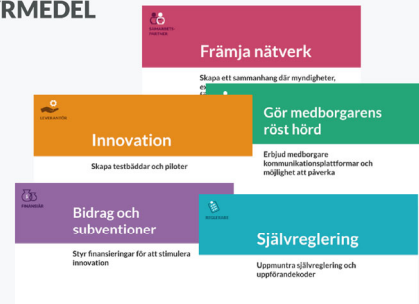 RMEDEL
Främja nätverk
Skapa ett sammanhang där myndigheter,
Gör medborgarens
röst hörd
Erbjud medborgare
kommunikationsplattformar och
möjlighet att påverka
Innovation
Skapa testbäddar och piloter
Bidrag och
subventioner
Styr finansieringar för att stimulera
innovation
Självreglering
Uppmuntra självreglering och
uppförandekoder